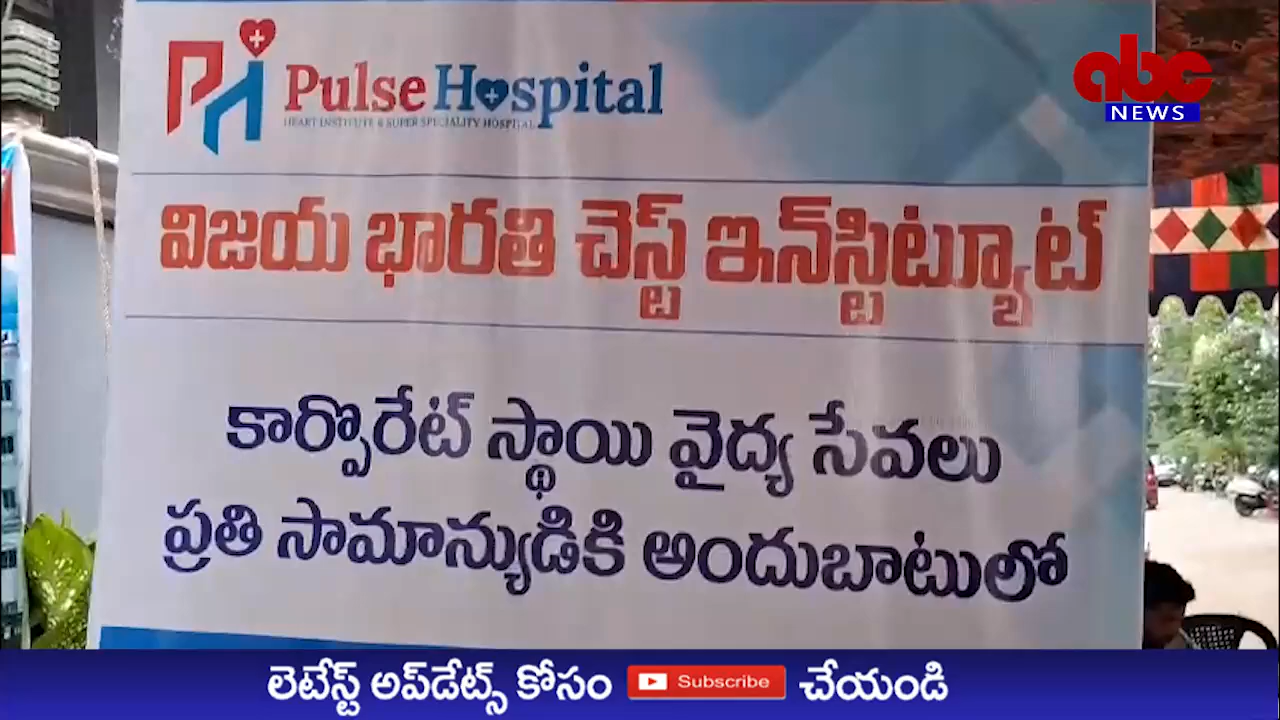 Pulse Hospital
HEART INSTITUTE & SUPER SPECIALITY HOSPITAL
abc
NEWS
విజయ భారతి చెస్ట్ ఇన్‌స్టిట్యూట్
కార్పొరేట్ స్థాయి వైద్య సేవలు
ప్రతి సామాన్యుడికి అందుబాటులో
లెటేస్ట్ అప్‌డేట్స్ కోసం Subscribe చేయండి